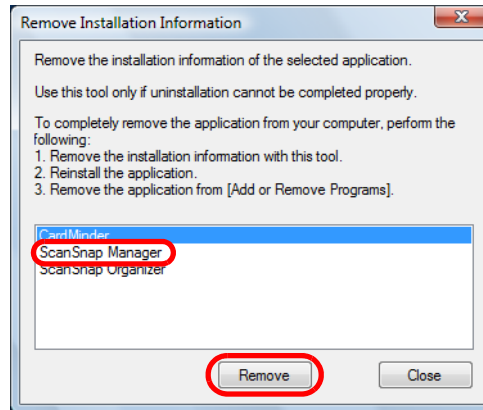 Remove Installation Information
Remove the installation information of the selected application.
Use this tool only if uninstallation cannot be completed properly.
To completely remove the application from your computer, perform the
following:
1. Remove the installation information with this tool.
2. Reinstall the application.
3. Remove the application from [Add or Remove Programs].
CardMinder
ScanSnap Manager
ScanSnap Organizer
Remove
Close